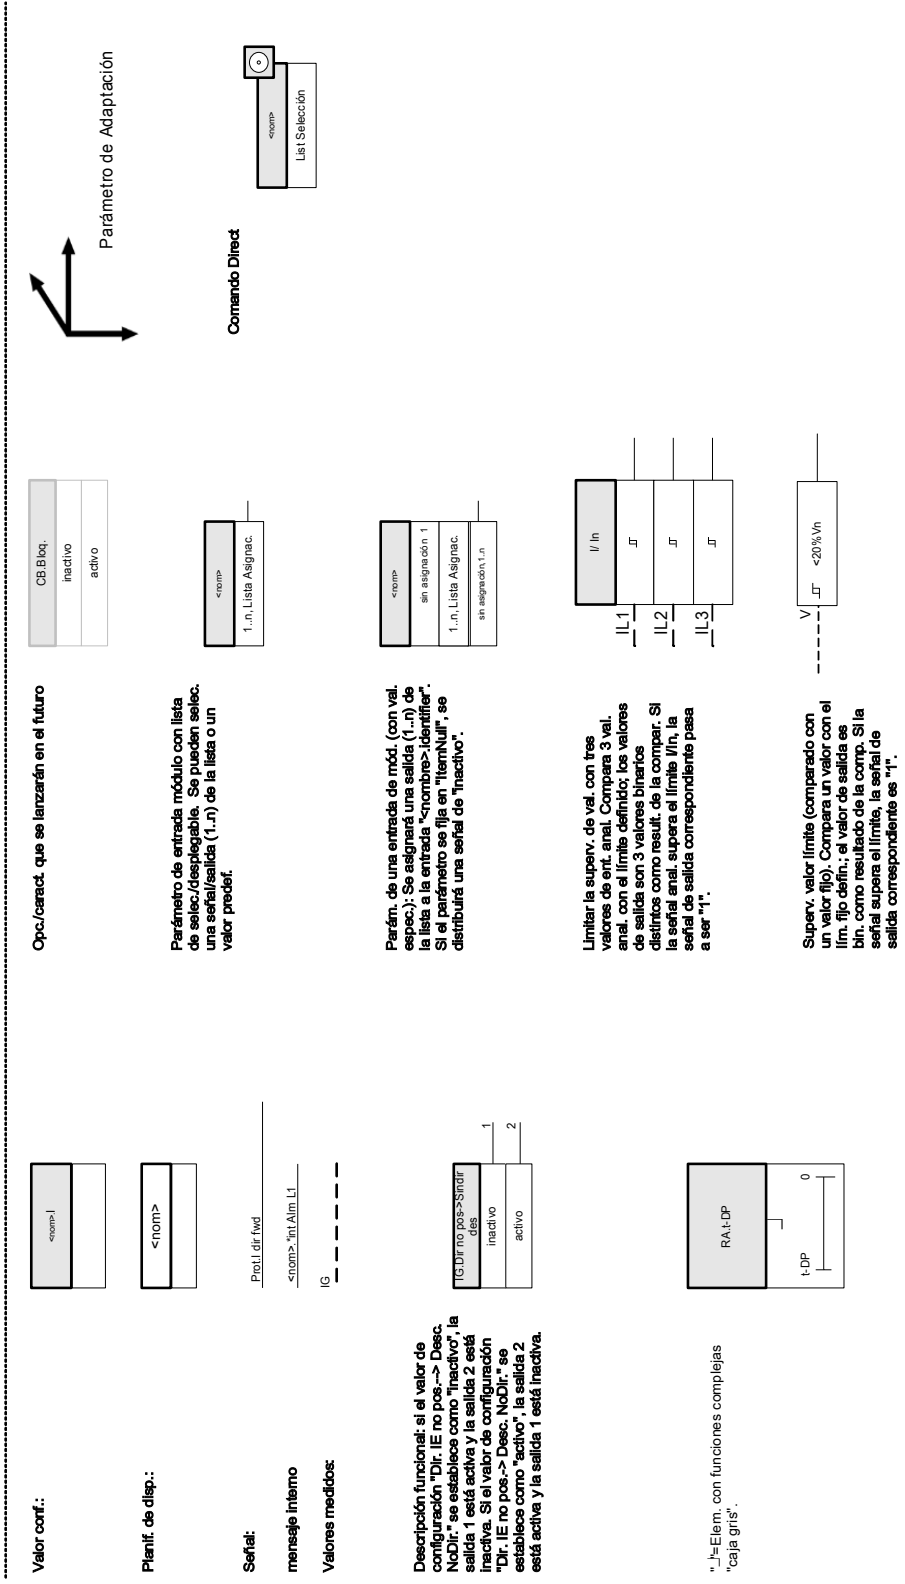 Valor conf.:
<nom>.I
Planif. de disp.:
<nom>
Señal:
Prot.I dir fwd
mensaje interno
<nom>.*int Alm L1
Valores medidos:
IG
Descripción funcional: si el valor de
configuración "Dir. IE no pos.--> Desc.
NoDir." se establece como "inactivo", la
salida 1 está activa y la salida 2 está
inactiva. Si el valor de configuración
"Dir. IE no pos.-> Desc. NoDir." se
establece como "activo", la salida 2
está activa y la salida 1 está inactiva.
IG.Dir no pos->Sindir
des
inactivo
1
activo
2
"_I"=Elem. con funciones complejas
"caja gris".
RA.t-DP
t-DP
0
Opc./caract. que se lanzarán en el futuro
CB.Bloq.
inactivo
activo
Parámetro de entrada módulo con lista
de selec./desplegable. Se pueden selec.
una señal/salida (1..n) de la lista o un
valor predef.
<nom>
1..n, Lista Asignac.
Parám. de una entrada de mód. (con val.
espec.): Se asignará una salida (1..n) de
la lista a la entrada "<nombre>.identifier".
Si el parámetro se fija en "ItemNull", se
distribuirá una señal de "inactivo".
<nom>
sin asignación 1
1..n, Lista Asignac.
sin asignación,1..n
Limitar la superv. de val. con tres
valores de ent. anal. Compara 3 val.
anal. con el límite definido; los valores
de salida son 3 valores binarios
distintos como result. de la compar. Si
la señal anal. supera el límite I/In, la
señal de salida correspondiente pasa
a ser "1".
I/ In
IL1
IL2
IL3
Superv. valor límite (comparado con
un valor fijo). Compara un valor con el
lím. fijo defin.; el valor de salida es
bin. como resultado de la comp. Si la
señal supera el límite, la señal de
salida correspondiente es "1".
V
<20%Vn
Parámetro de Adaptación
Comando Direct
<nom>
List Selección